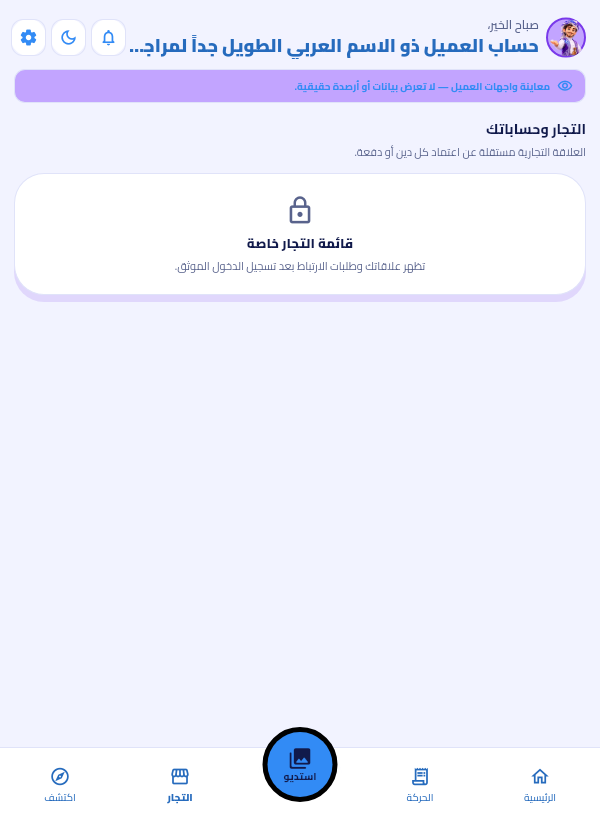 صباح الخير،
حساب العميل ذو الاسم العربي الطويل جداً لمراجـ...
معاينة واجهات العميل — لا تعرض بيانات أو أرصدة حقيقية.
التجار وحساباتك
العلاقة التجارية مستقلة عن اعتماد كل دين أو دفعة.
قائمة التجار خاصة
تظهر علاقاتك وطلبات الارتباط بعد تسجيل الدخول الموثق.
الرئيسية
الحركة
استديو
التجار
اكتشف